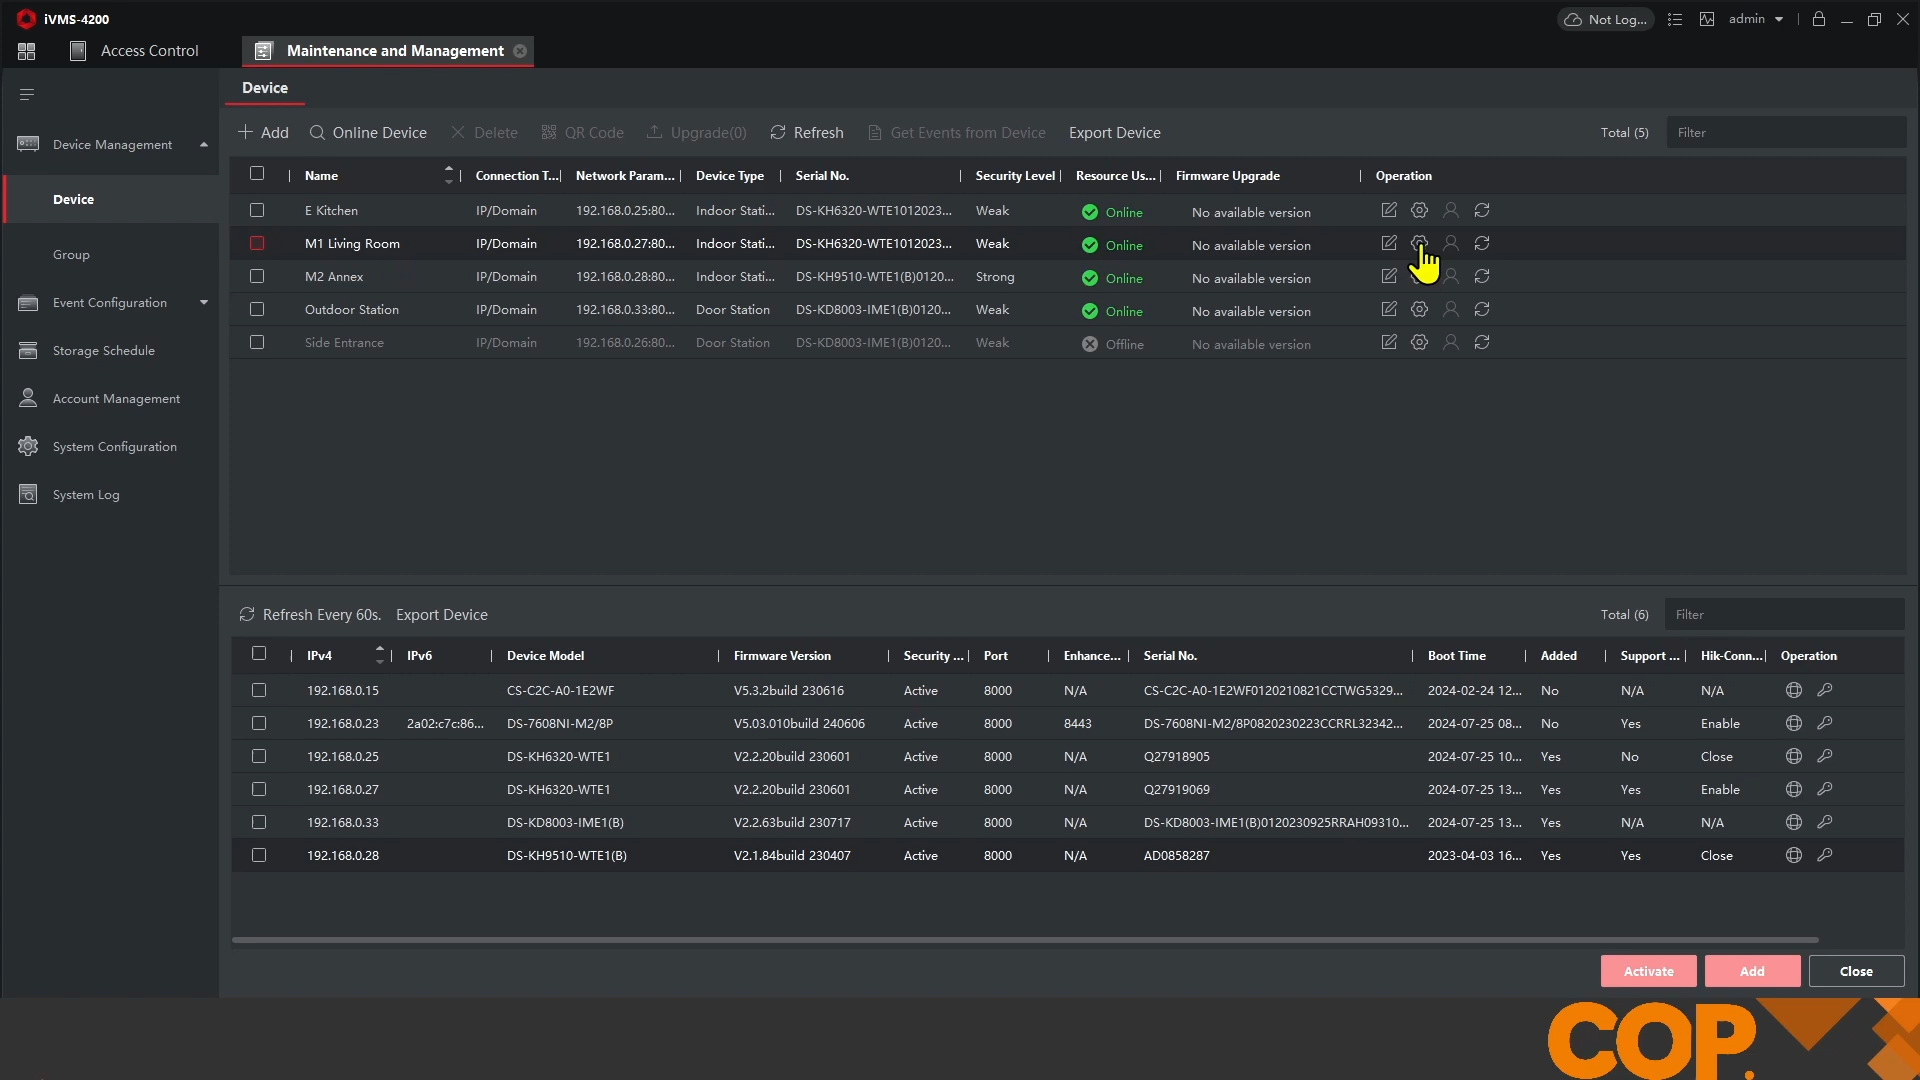 iVMS-4200
Not Log...
admin
Access Control
Maintenance and Management
Device
Add
Online Device
Delete
QR Code
Upgrade(0)
Refresh
Get Events from Device
Export Device
Total (5)
Filter
Device Management
Device
Group
Event Configuration
Storage Schedule
Account Management
System Configuration
System Log
Name Connection T... Network Param... Device Type Serial No. Security Level Resource Us... Firmware Upgrade Operation
E Kitchen IP/Domain 192.168.0.25:80... Indoor Stati... DS-KH6320-WTE1012023... Weak Online No available version
M1 Living Room IP/Domain 192.168.0.27:80... Indoor Stati... DS-KH6320-WTE1012023... Weak Online No available version
M2 Annex IP/Domain 192.168.0.28:80... Indoor Stati... DS-KH9510-WTE1(B)0120... Strong Online No available version
Outdoor Station IP/Domain 192.168.0.33:80... Door Station DS-KD8003-IME1(B)0120... Weak Online No available version
Side Entrance IP/Domain 192.168.0.26:80... Door Station DS-KD8003-IME1(B)0120... Weak Offline No available version
Refresh Every 60s.
Export Device
Total (6)
Filter
IPv4 IPv6 Device Model Firmware Version Security ... Port Enhance... Serial No. Boot Time Added Support ... Hik-Conn... Operation
192.168.0.15 CS-C2C-A0-1E2WF V5.3.2build 230616 Active 8000 N/A CS-C2C-A0-1E2WF0120210821CCTWG5329... 2024-02-24 12... No N/A N/A
192.168.0.23 2a02:c7c:86... DS-7608NI-M2/8P V5.03.010build 240606 Active 8000 8443 DS-7608NI-M2/8P0820230223CCRRL32342... 2024-07-25 08... No Yes Enable
192.168.0.25 DS-KH6320-WTE1 V2.2.20build 230601 Active 8000 N/A Q27918905 2024-07-25 10... Yes No Close
192.168.0.27 DS-KH6320-WTE1 V2.2.20build 230601 Active 8000 N/A Q27919069 2024-07-25 13... Yes Yes Enable
192.168.0.33 DS-KD8003-IME1(B) V2.2.63build 230717 Active 8000 N/A DS-KD8003-IME1(B)0120230925RRAH09310... 2024-07-25 13... Yes N/A N/A
192.168.0.28 DS-KH9510-WTE1(B) V2.1.84build 230407 Active 8000 N/A AD0858287 2023-04-03 16... Yes Yes Close
Activate
Add
Close
COP.